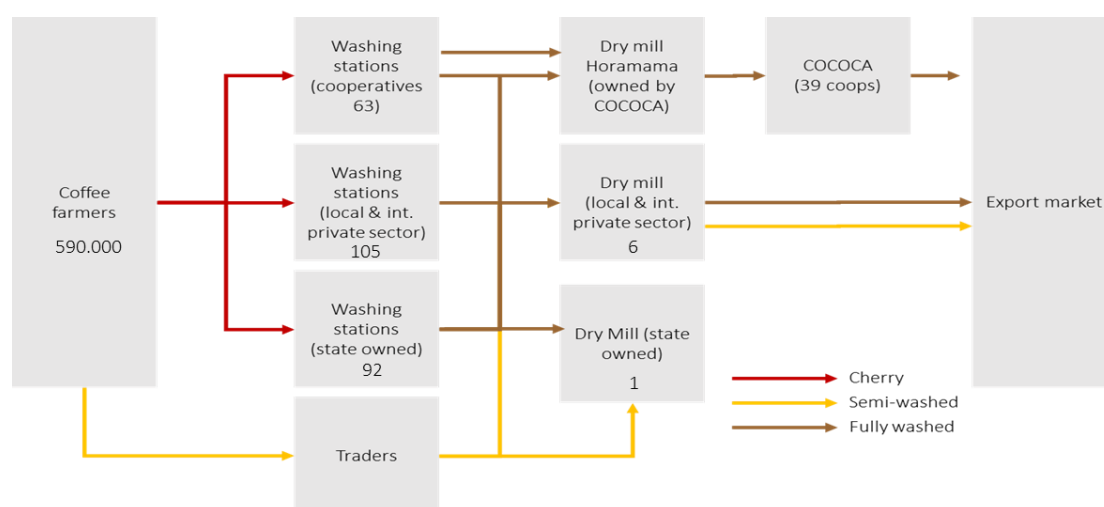 Coffee
farmers
590.000
Washing
stations
(cooperatives
63)
Washing
stations
(local & int.
private sector)
105
Washing
stations
(state owned)
92
Traders
Dry mill
Horamama
(owned by
COCOCA)
Dry mill
(local & int.
private sector)
6
Dry Mill (state
owned)
1
COCOCA
(39 coops)
Export market
Cherry
Semi-washed
Fully washed